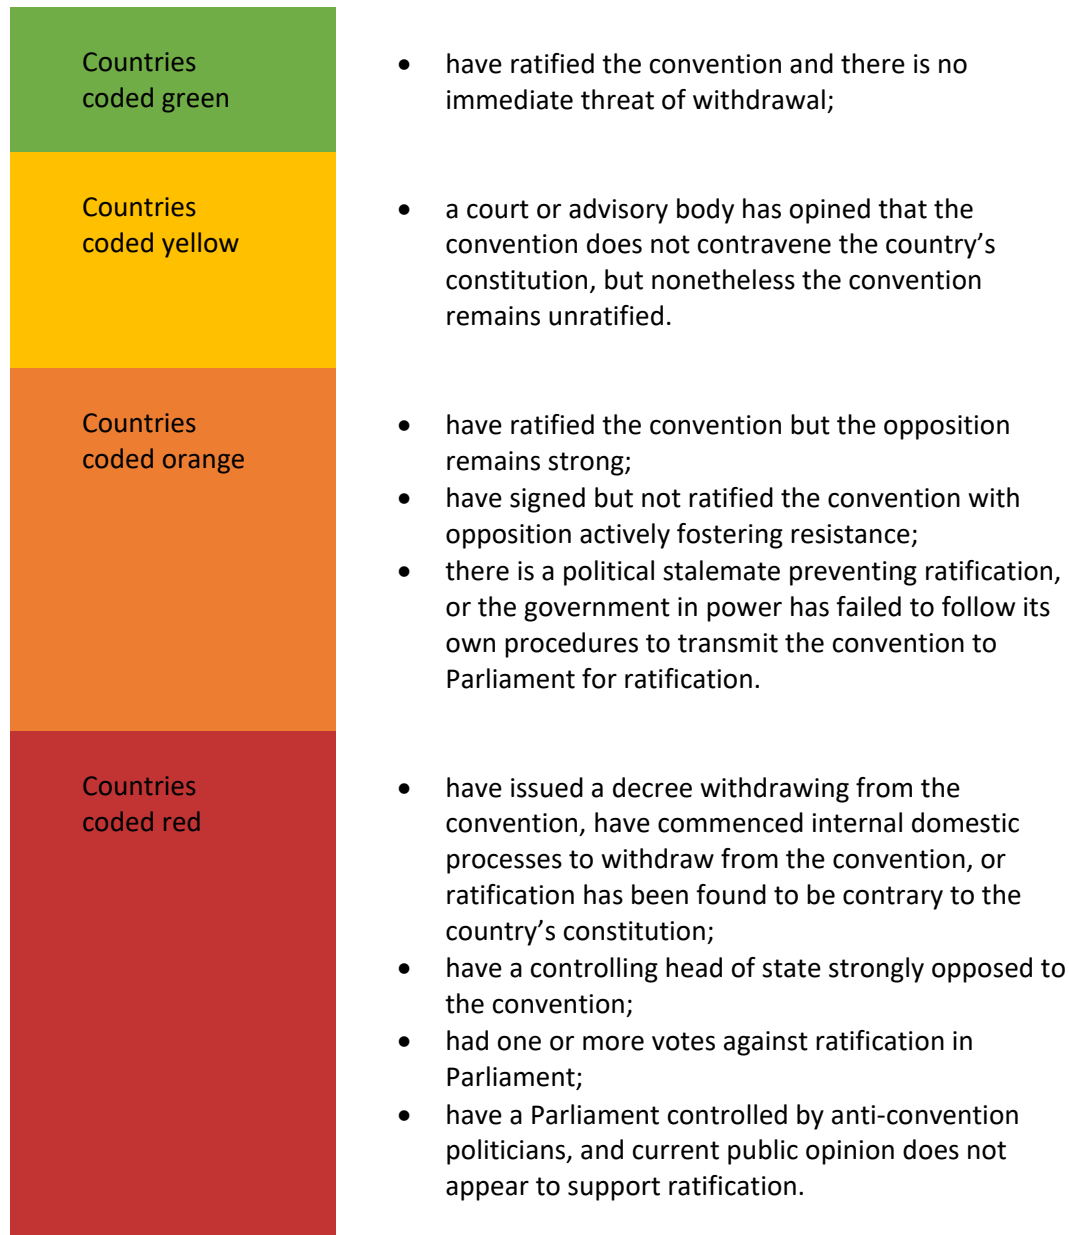 Countries
coded green
• have ratified the convention and there is no
immediate threat of withdrawal;
Countries
coded yellow
• a court or advisory body has opined that the
convention does not contravene the country’s
constitution, but nonetheless the convention
remains unratified.
Countries
coded orange
• have ratified the convention but the opposition
remains strong;
• have signed but not ratified the convention with
opposition actively fostering resistance;
• there is a political stalemate preventing ratification,
or the government in power has failed to follow its
own procedures to transmit the convention to
Parliament for ratification.
Countries
coded red
• have issued a decree withdrawing from the
convention, have commenced internal domestic
processes to withdraw from the convention, or
ratification has been found to be contrary to the
country’s constitution;
• have a controlling head of state strongly opposed to
the convention;
• had one or more votes against ratification in
Parliament;
• have a Parliament controlled by anti-convention
politicians, and current public opinion does not
appear to support ratification.